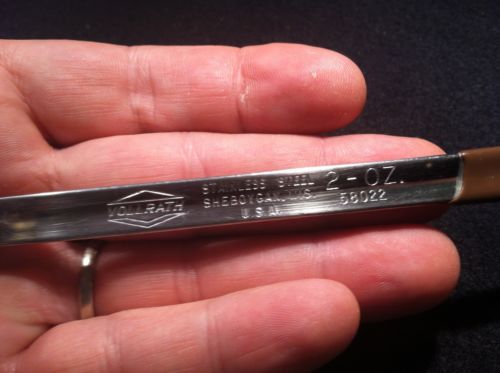 VOLLRATH
STAINLESS STEEL
SHEBOYGAN, WIS.
U.S.A.
2-OZ.
58022